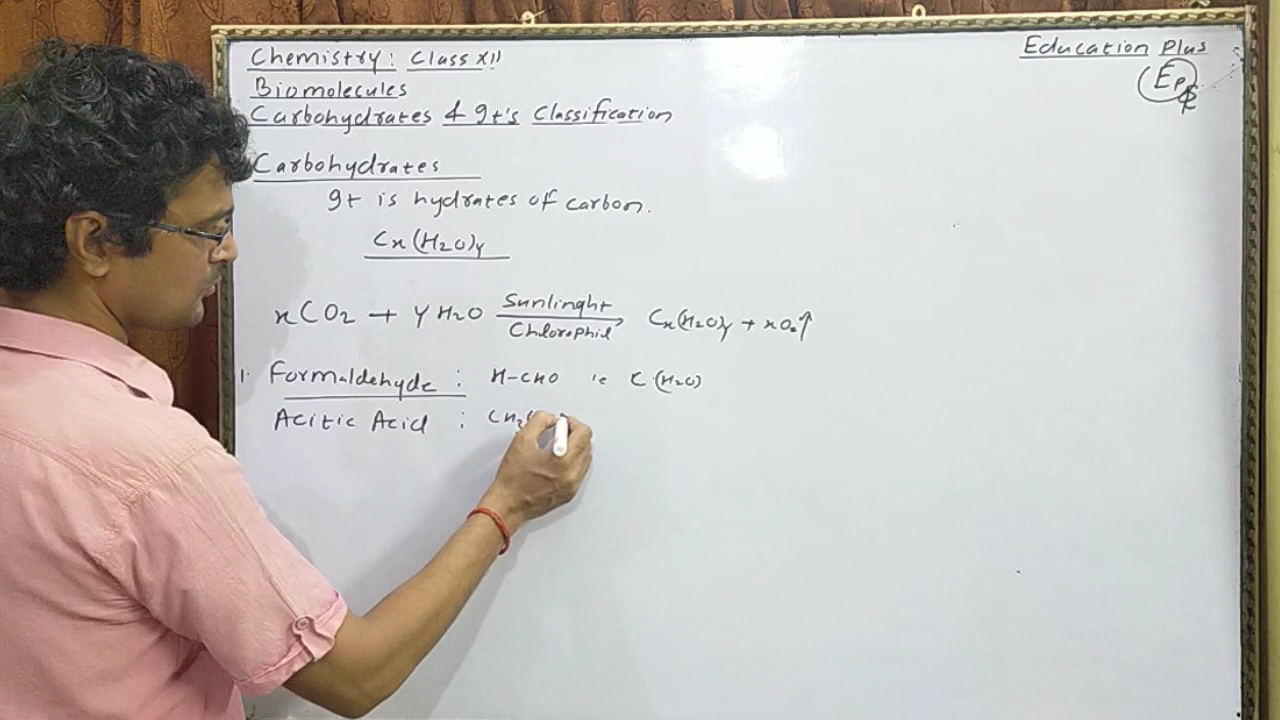 Chemistry: Class XII
Education Plus
EP
Biomolecules
Carbohydrates & It's Classification
Carbohydrates
It is hydrates of carbon.
Cx(H2O)y
xCO2 + yH2O Sunlinght Chlorophil → Cx(H2O)y + xO2↑
1. Formaldehyde : H-CHO ie C.(H2O)
Acitic Acid :